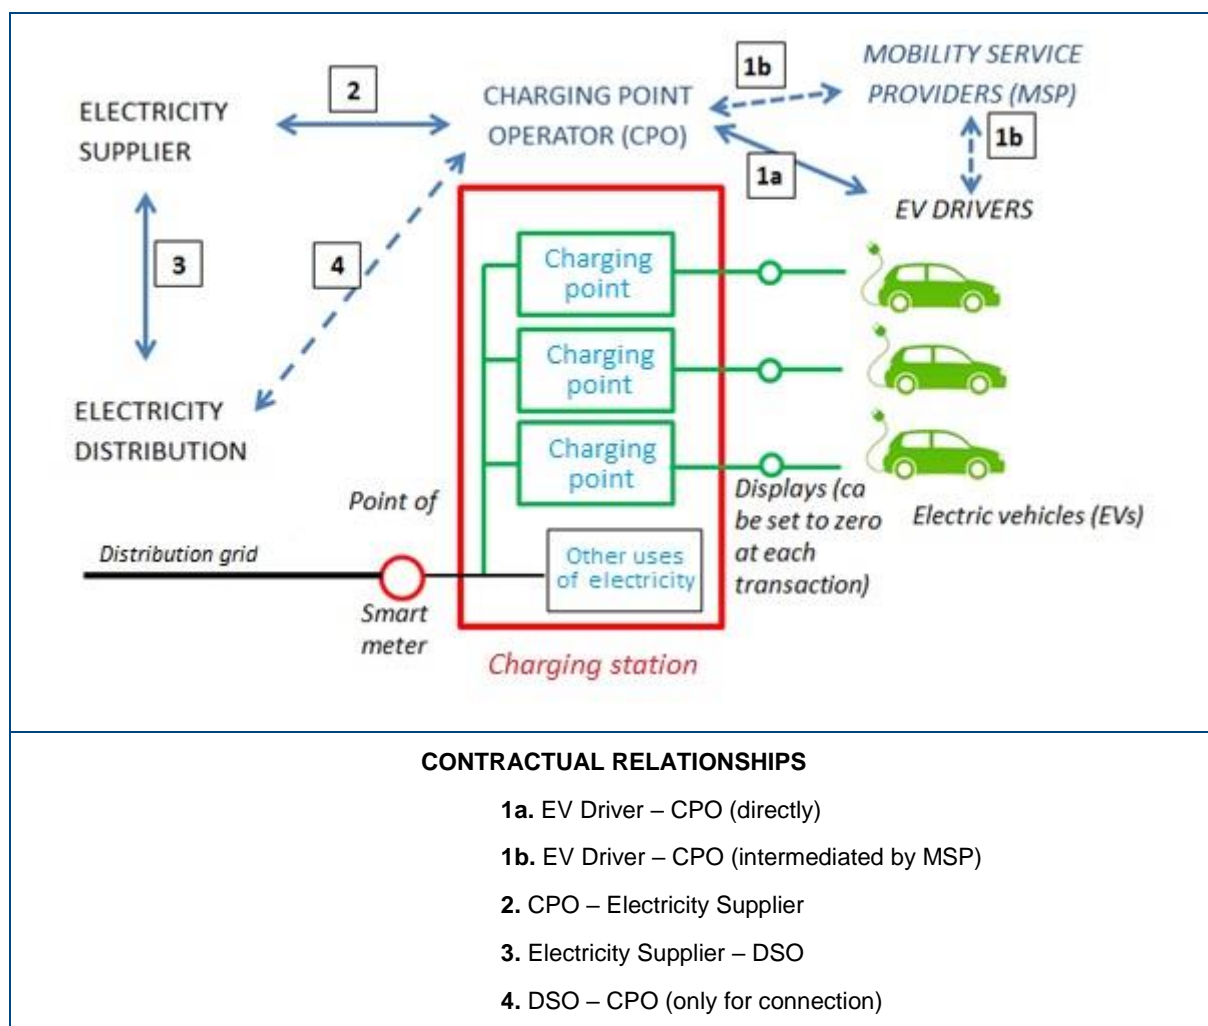 1b
MOBILITY SERVICE
PROVIDERS (MSP)
2
ELECTRICITY
SUPPLIER
CHARGING POINT
OPERATOR (CPO)
1b
1a
EV DRIVERS
3
4
Charging
point
Charging
point
ELECTRICITY
DISTRIBUTION
Charging
point
Point of
Displays (ca
be set to zero
at each
transaction)
Electric vehicles (EVs)
Distribution grid
Other uses
of electricity
Smart
meter
Charging station
CONTRACTUAL RELATIONSHIPS
1a. EV Driver – CPO (directly)
1b. EV Driver – CPO (intermediated by MSP)
2. CPO – Electricity Supplier
3. Electricity Supplier – DSO
4. DSO – CPO (only for connection)